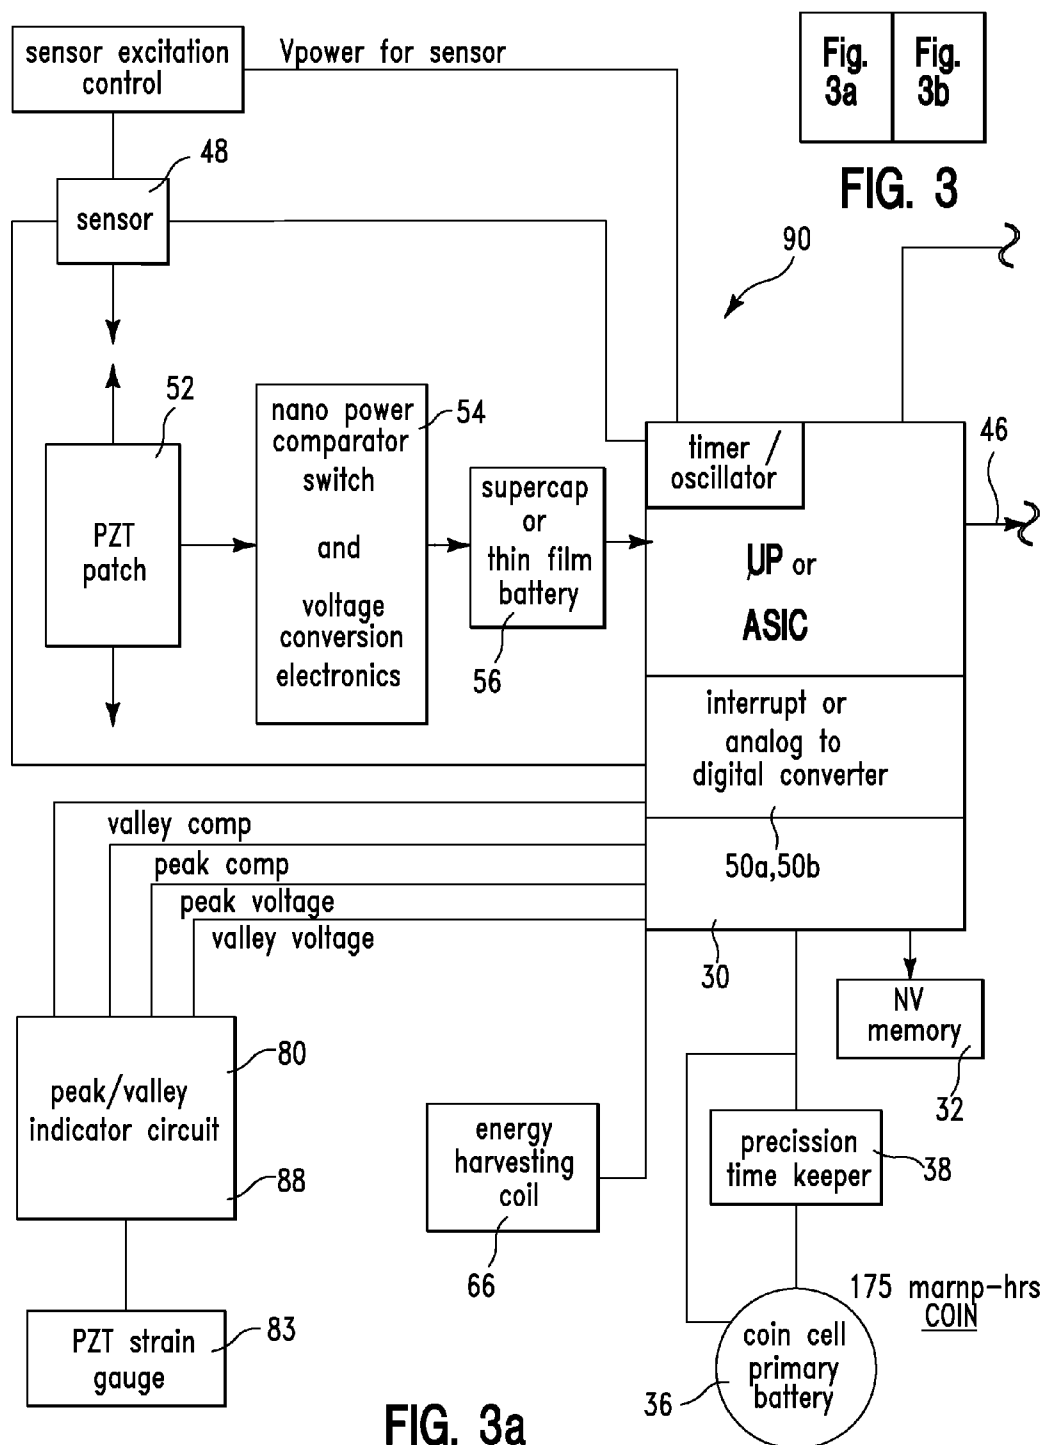 sensor excitation
control
Vpower for sensor
Fig.
3a
Fig.
3b
FIG. 3
48
sensor
90
52
PZT
patch
nano power
comparator
switch
and
voltage
conversion
electronics
54
supercap
or
thin film
battery
56
timer /
oscillator
46
UP or
ASIC
interrupt or
analog to
digital converter
50a,50b
30
valley comp
peak comp
peak voltage
valley voltage
NV
memory
32
80
peak/valley
indicator circuit
88
energy
harvesting
coil
66
precission
time keeper
38
PZT strain
gauge
83
175 marnp-hrs
COIN
coin cell
primary
battery
36
FIG. 3a